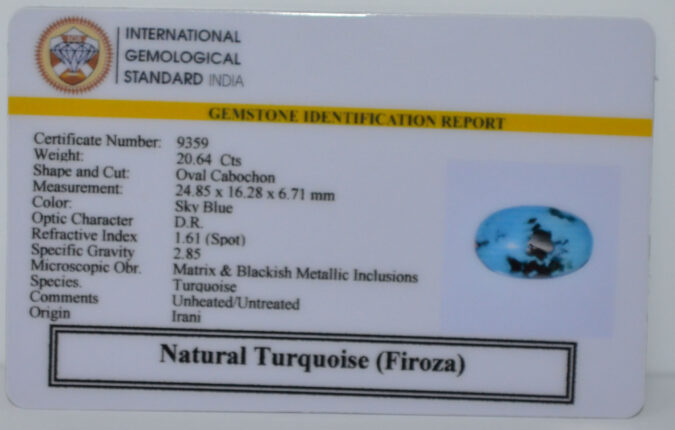 INTERNATIONAL
GEMOLOGICAL
STANDARD INDIA
GEMSTONE IDENTIFICATION REPORT
Certificate Number: 9359
Weight: 20.64 Cts
Shape and Cut: Oval Cabochon
Measurement: 24.85 x 16.28 x 6.71 mm
Color: Sky Blue
Optic Character D.R.
Refractive Index 1.61 (Spot)
Specific Gravity 2.85
Microscopic Obr. Matrix & Blackish Metallic Inclusions
Species. Turquoise
Comments Unheated/Untreated
Origin Irani
Natural Turquoise (Firoza)